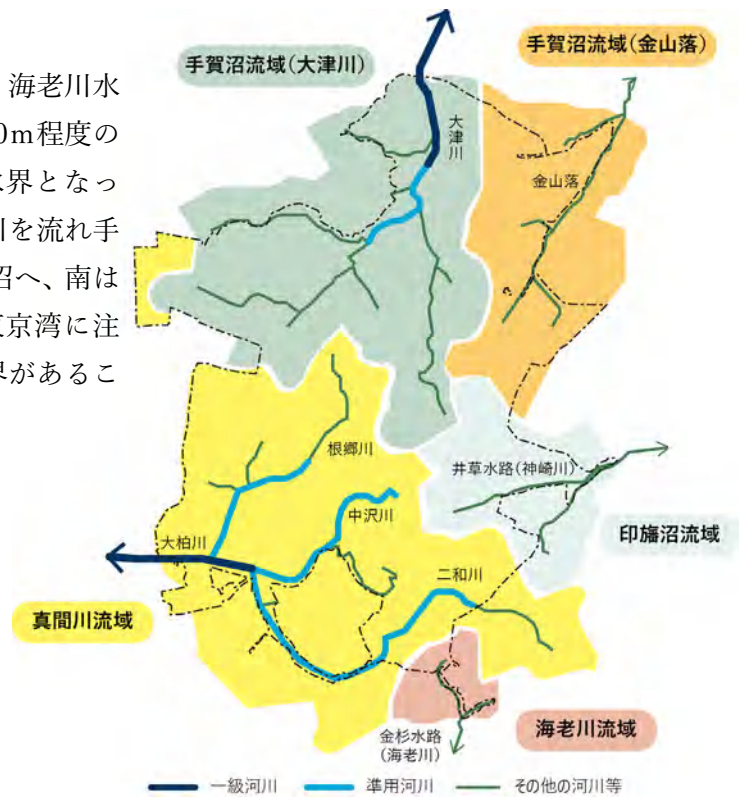 海老川水
0m程度の
水界となっ
川を流れ手
沼へ、南は
東京湾に注
界があるこ
手賀沼流域(大津川)
手賀沼流域(金山落)
大津川
金山落
根郷川
中沢川
大柏川
二和川
井草水路(神崎川)
印旛沼流域
真間川流域
海老川流域
金杉水路
(海老川)
一級河川
準用河川
その他の河川等